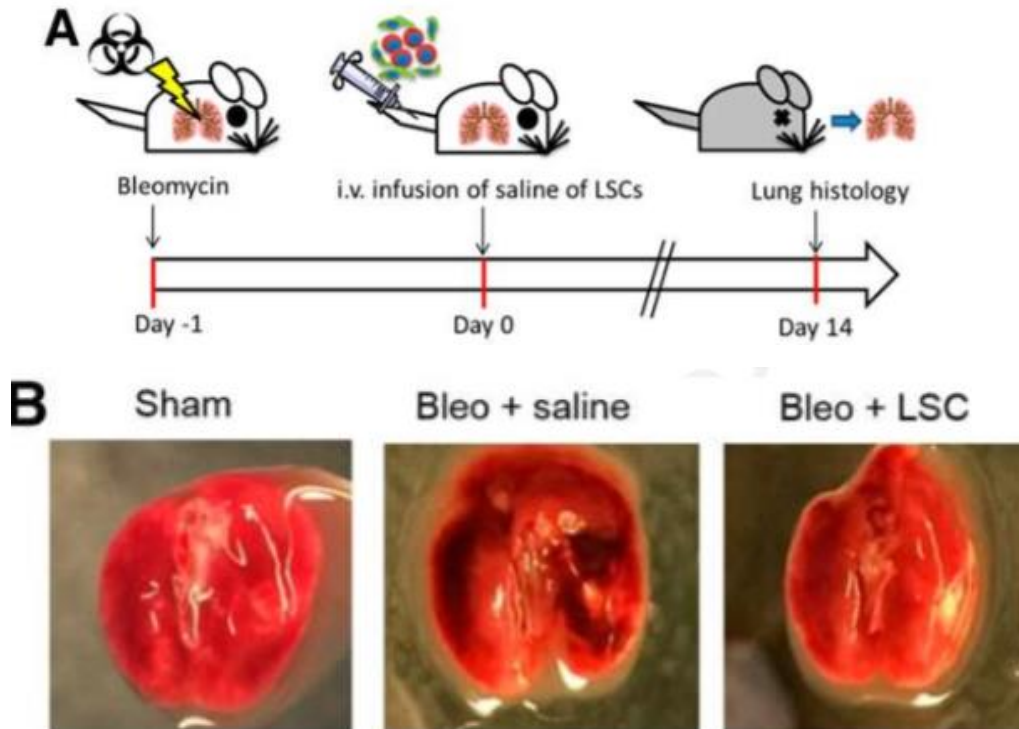 A
Bleomycin
i.v. infusion of saline of LSCs
Lung histology
Day -1
Day 0
Day 14
B
Sham
Bleo + saline
Bleo + LSC